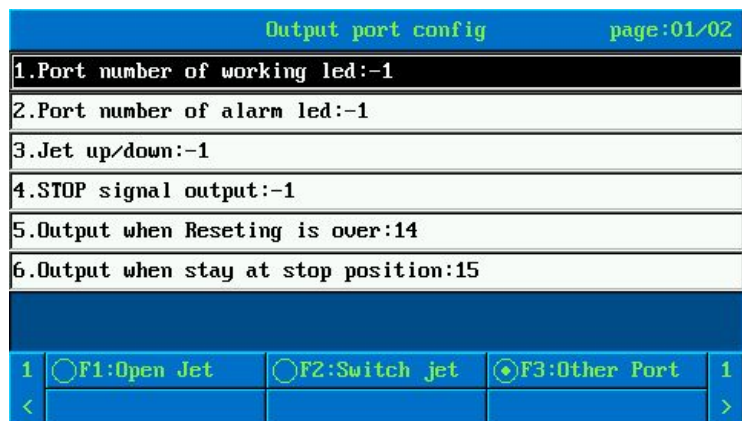 Output port config page:01/02
1.Port number of working led:-1
2.Port number of alarm led:-1
3.Jet up/down:-1
4.STOP signal output:-1
5.Output when Reseting is over:14
6.Output when stay at stop position:15
1 F1:Open Jet F2:Switch jet F3:Other Port 1
< >